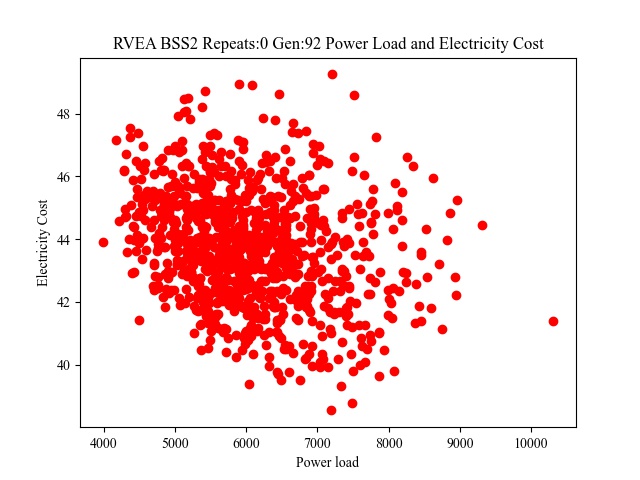 RVEA BSS2 Repeats:0 Gen:92 Power Load and Electricity Cost
48
46
44
42
40
Electricity Cost
4000 5000 6000 7000 8000 9000 10000
Power load